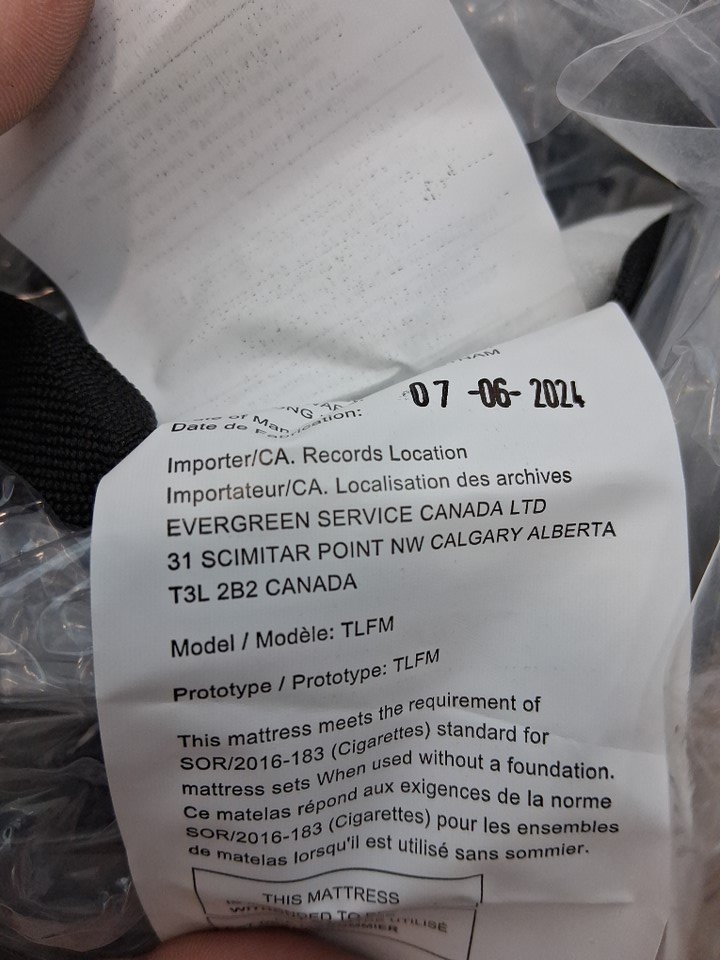 07 -06- 2024
Date de
Importer/CA. Records Location
Importateur/CA. Localisation des archives
EVERGREEN SERVICE CANADA LTD
31 SCIMITAR POINT NW CALGARY ALBERTA
T3L 2B2 CANADA
Model / Modèle: TLFM
Prototype / Prototype: TLFM
This mattress meets the requirement of
SOR/2016-183 (Cigarettes) standard for
mattress sets When used without a foundation.
Ce matelas répond aux exigences de la norme
SOR/2016-183 (Cigarettes) pour les ensembles
de matelas lorsqu'il est utilisé sans sommier.
THIS MATTRESS